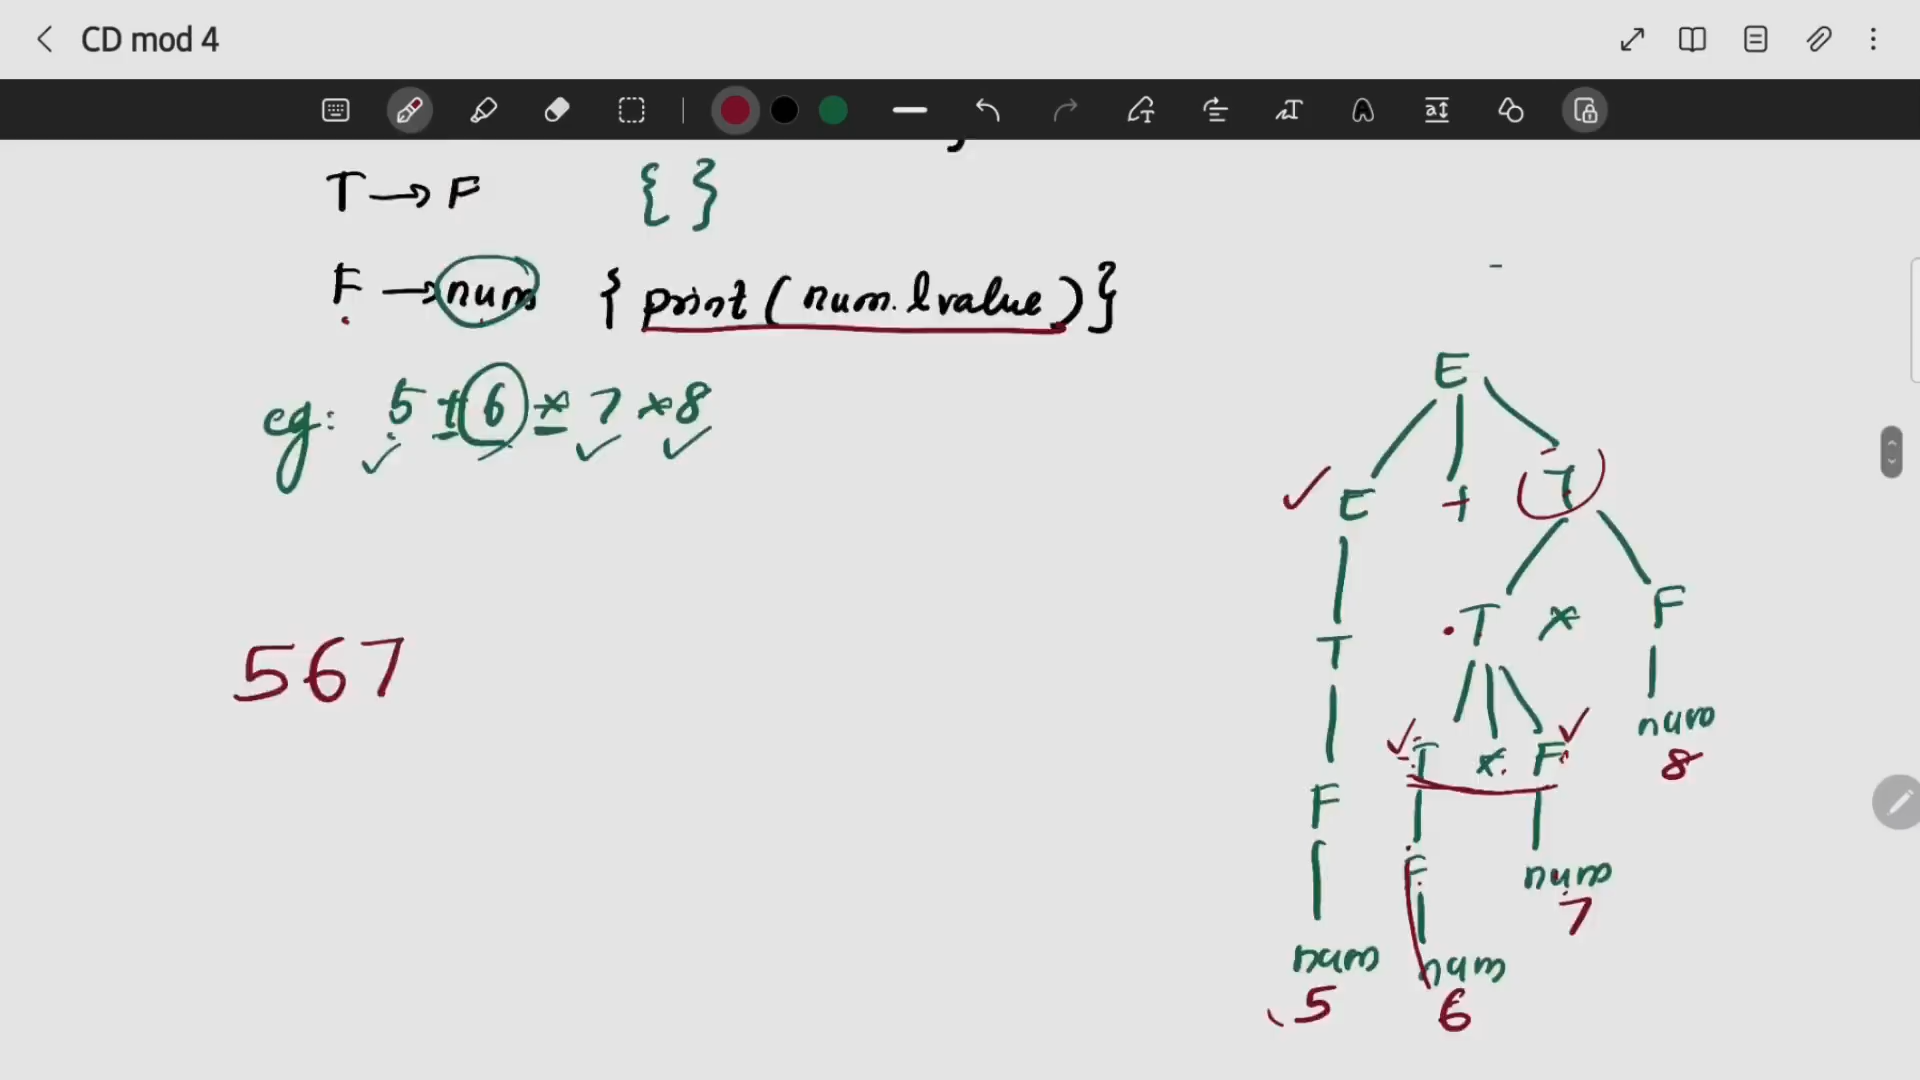 CD mod 4
T → F { }
F → num { print ( num. lvalue ) }
eg: 5 + 6 * 7 * 8
567
E
E + T
T T * F
num
8
F T * F
F num
7
num num
5 6